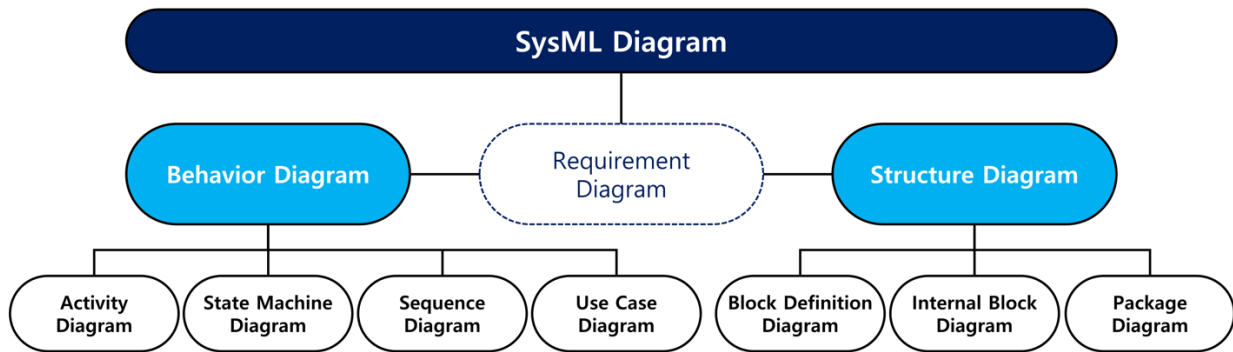 SysML Diagram
Behavior Diagram
Requirement
Diagram
Structure Diagram
Activity
Diagram
State Machine
Diagram
Sequence
Diagram
Use Case
Diagram
Block Definition
Diagram
Internal Block
Diagram
Package
Diagram